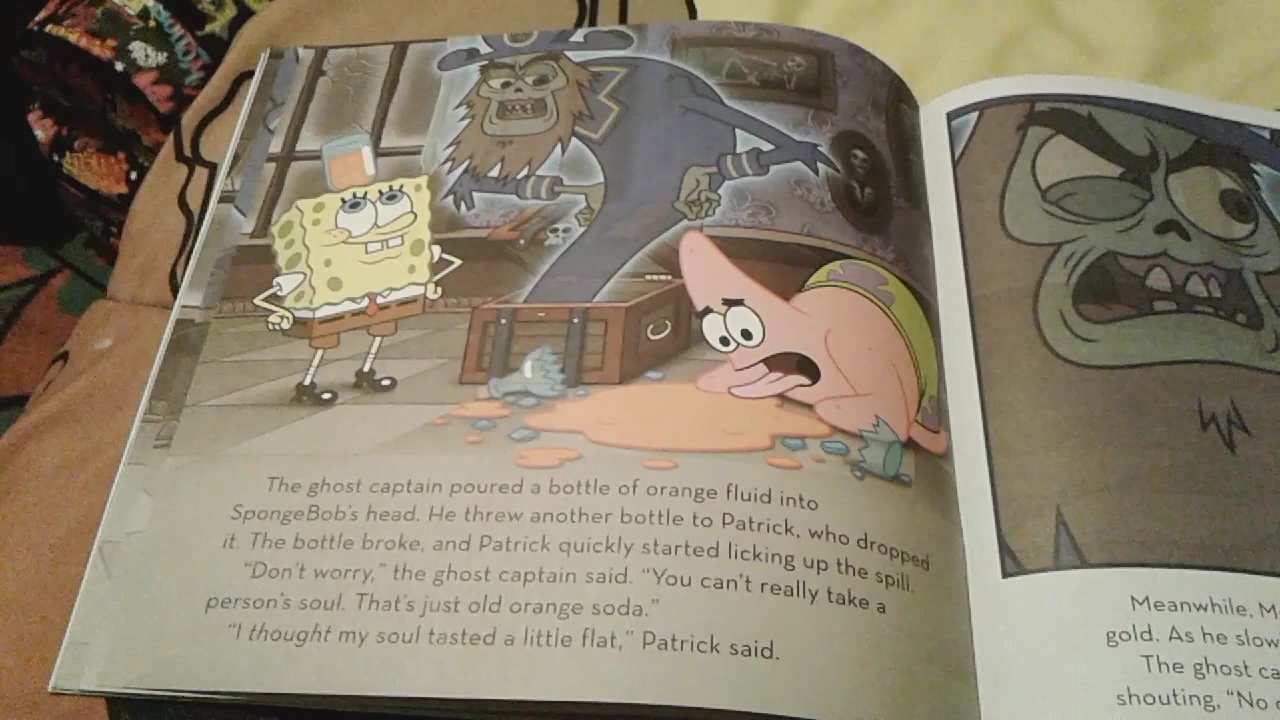 The ghost captain poured a bottle of orange fluid into
SpongeBob's head. He threw another bottle to Patrick, who dropped
it. The bottle broke, and Patrick quickly started licking up the spill.
"Don't worry," the ghost captain said. "You can't really take a
person's soul. That's just old orange soda."
"I thought my soul tasted a little flat," Patrick said.
Meanwhile, M
gold. As he slow
The ghost ca
shouting, "No